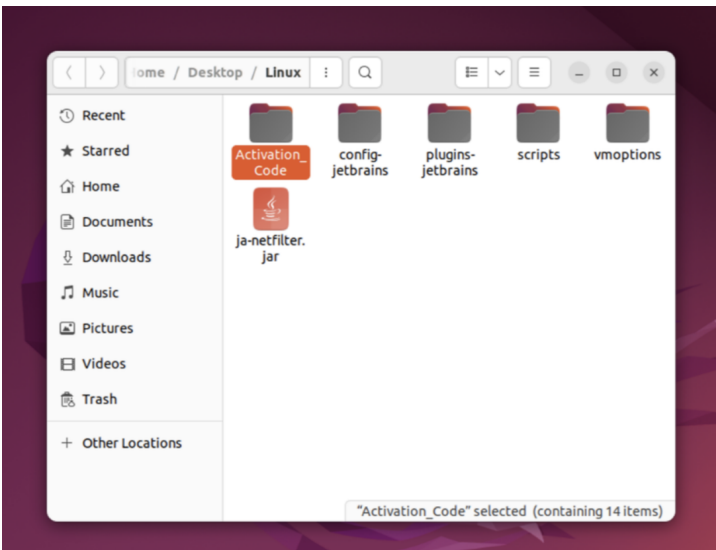 ome / Desktop / Linux
Recent
Starred
Home
Documents
Downloads
Music
Pictures
Videos
Trash
+ Other Locations
Activation_
Code
config-
jetbrains
plugins-
jetbrains
scripts
vmoptions
ja-netfilter.
jar
"Activation_Code" selected (containing 14 items)